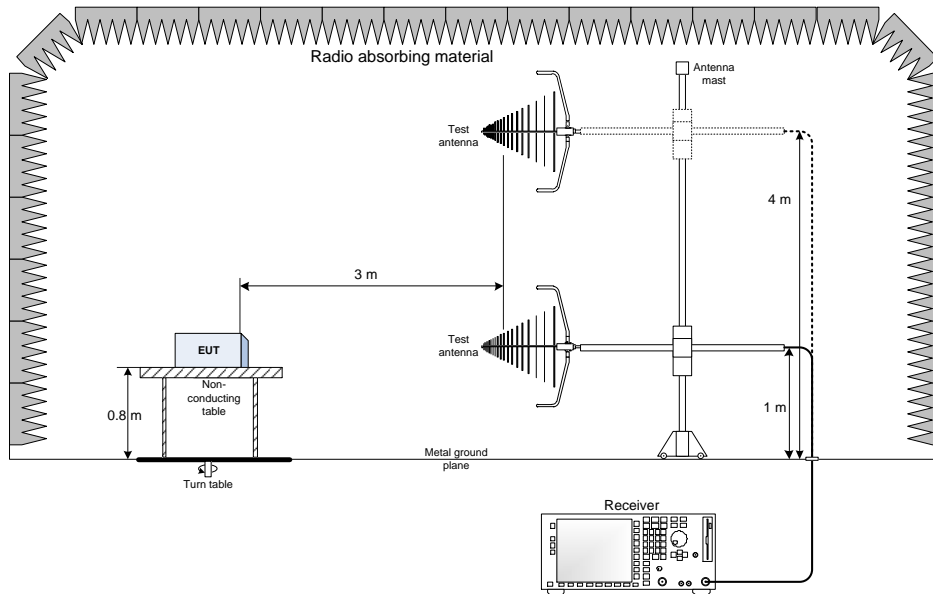 Radio absorbing material
Antenna
mast
Test
antenna
4 m
3 m
EUT
Test
antenna
Non-
conducting
table
0.8 m
1 m
Metal ground
plane
Turn table
Receiver